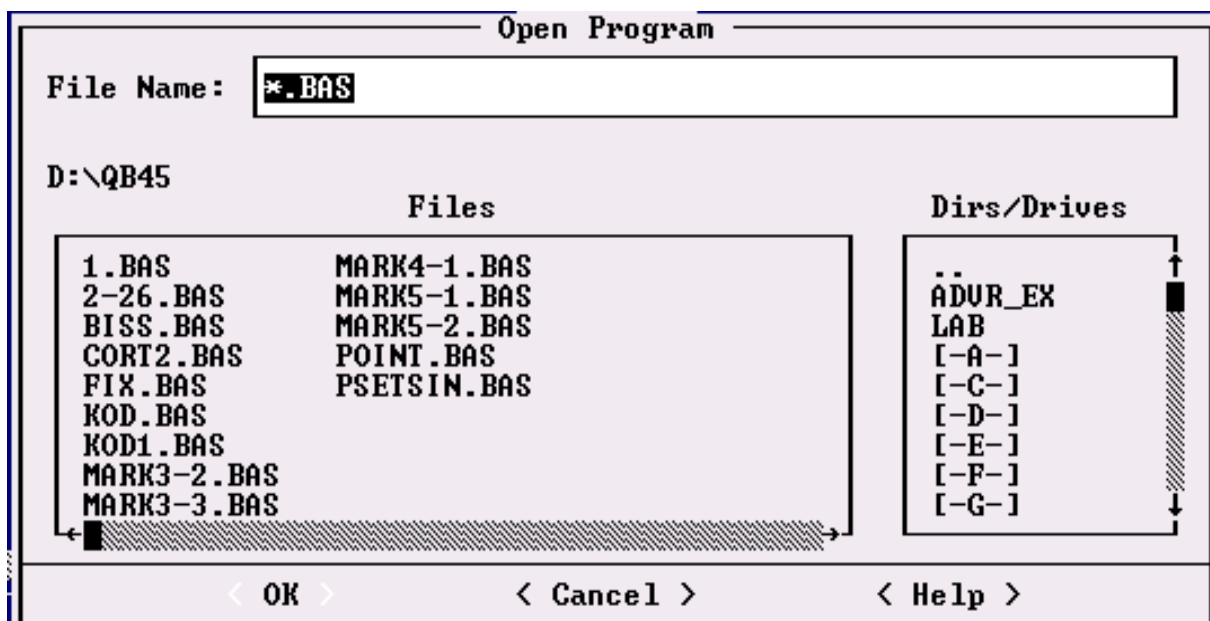 Open Program
File Name: *.BAS
D:\QB45
Files
1.BAS MARK4-1.BAS
2-26.BAS MARK5-1.BAS
BISS.BAS MARK5-2.BAS
CORT2.BAS POINT.BAS
FIX.BAS PSETSIN.BAS
KOD.BAS
KOD1.BAS
MARK3-2.BAS
MARK3-3.BAS
Dirs/Drives
..
ADVR_EX
LAB
[-A-]
[-C-]
[-D-]
[-E-]
[-F-]
[-G-]
< OK > < Cancel > < Help >